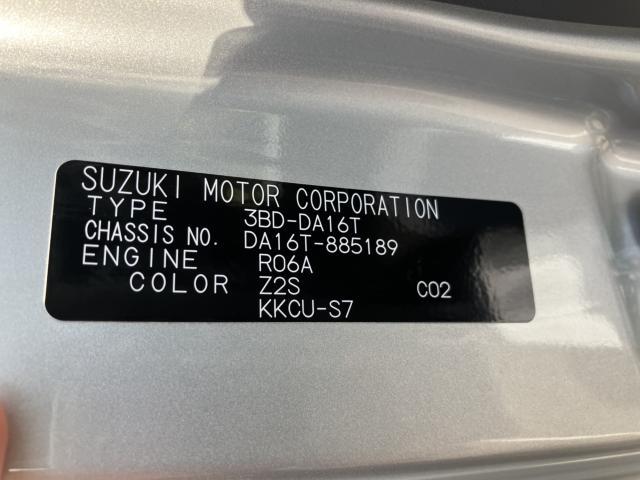 SUZUKI MOTOR CORPORATION
TYPE 3BD-DA16T
CHASSIS NO. DA16T-885189
ENGINE R06A
COLOR Z2S C02
KKCU-S7